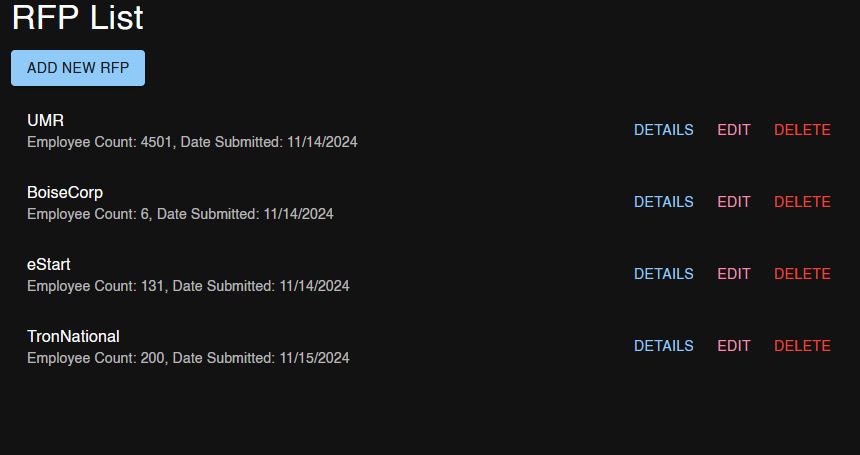 RFP List
ADD NEW RFP
UMR
Employee Count: 4501, Date Submitted: 11/14/2024
DETAILS EDIT DELETE
BoiseCorp
Employee Count: 6, Date Submitted: 11/14/2024
DETAILS EDIT DELETE
eStart
Employee Count: 131, Date Submitted: 11/14/2024
DETAILS EDIT DELETE
TronNational
Employee Count: 200, Date Submitted: 11/15/2024
DETAILS EDIT DELETE